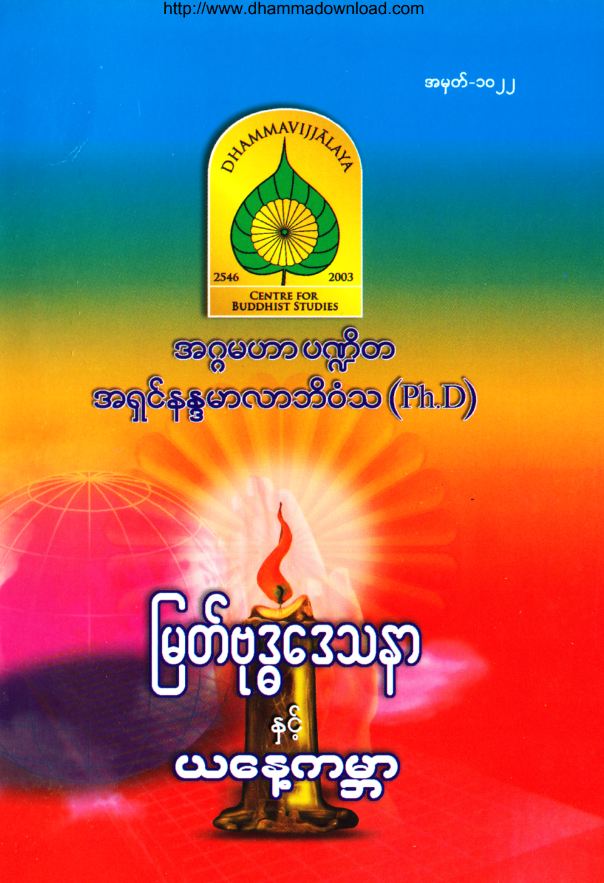 http://www.dhammadownload.com
အမှတ်-၁၀၂၂
DHAMMAVIJJĀLAYA
2546 2003
CENTRE FOR
BUDDHIST STUDIES
အဂ္ဂမဟာပဏ္ဍိတ
အရှင်နန္ဒမာလာဘိဝံသ (Ph.D)
မြတ်ဗုဒ္ဓဒေသနာ
နှင့်
ယနေ့ကမ္ဘာ